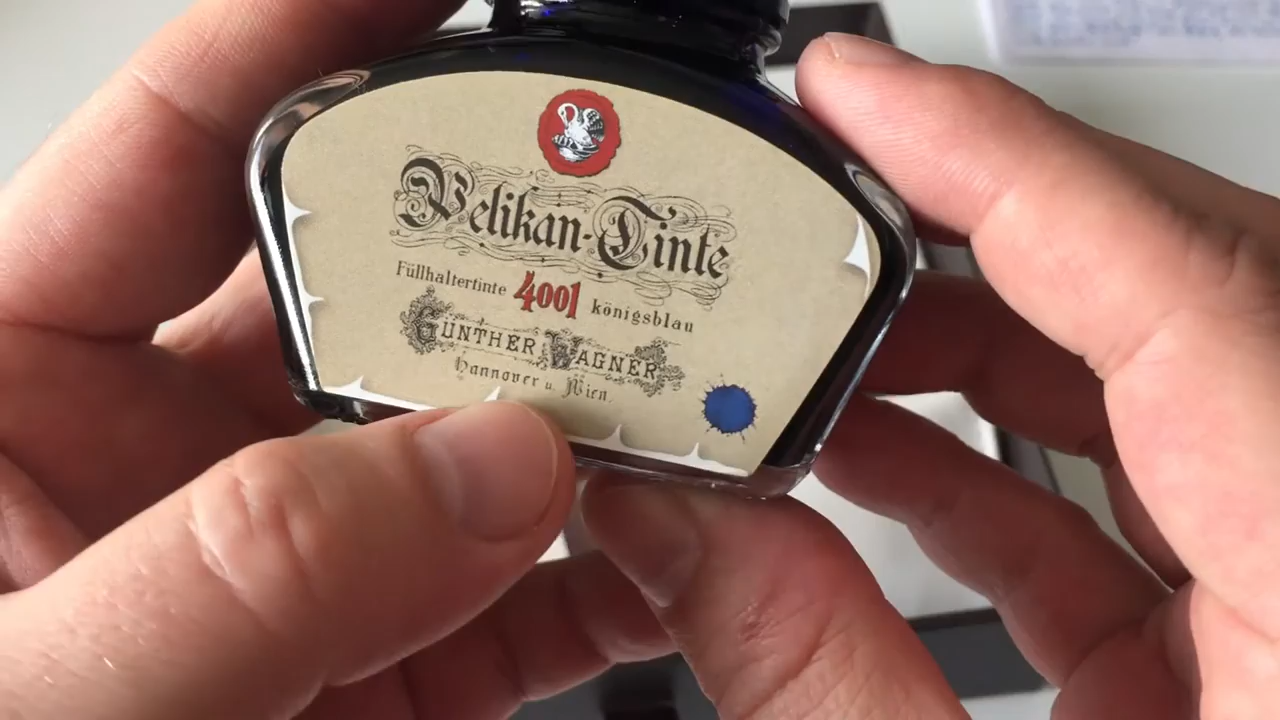 Pelikan-Tinte
Füllhaltertinte 4001 königsblau
GÜNTHER WAGNER
Hannover u. Wien.